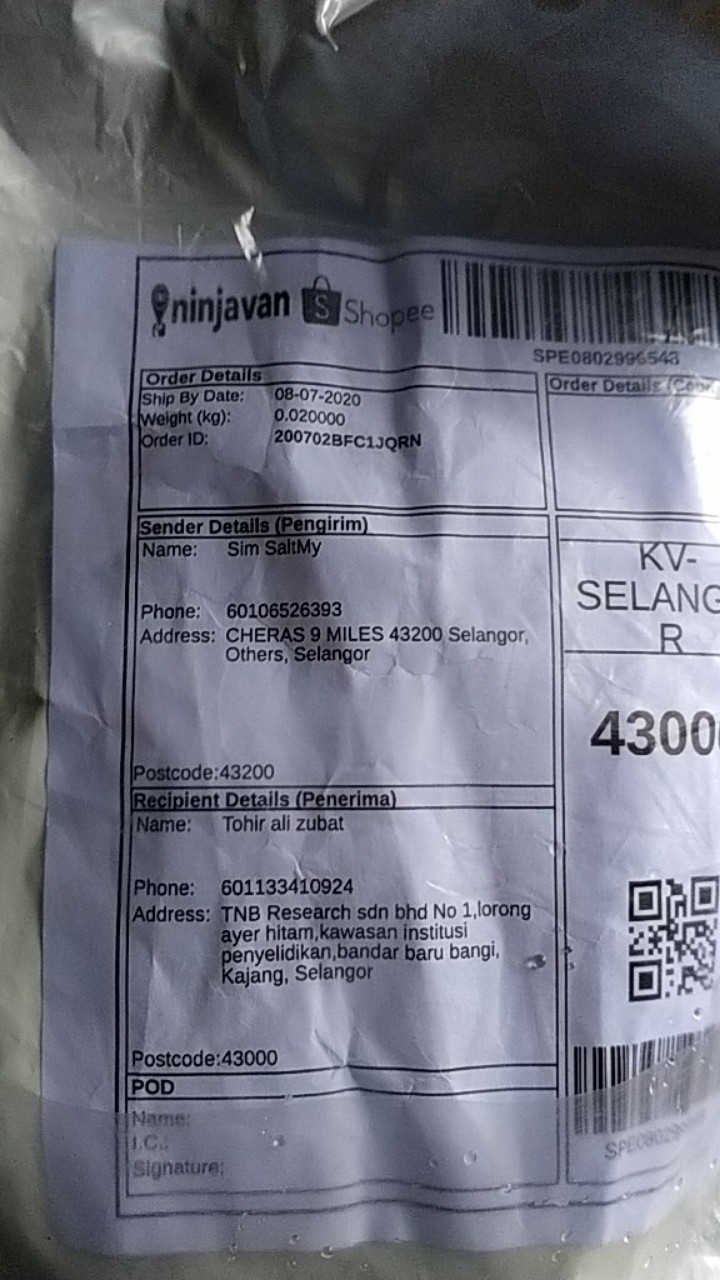 ninjavan Shopee
SPE0802996548
Order Details
Ship By Date: 08-07-2020
Weight (kg): 0.020000
Order ID: 200702BFC1JQRN
Order Details
Sender Details (Pengirim)
Name: Sim SaltMy
Phone: 60106526393
Address: CHERAS 9 MILES 43200 Selangor,
Others, Selangor
Postcode:43200
KV-
SELANG
R
4300
Recipient Details (Penerima)
Name: Tohir ali zubat
Phone: 601133410924
Address: TNB Research sdn bhd No 1,lorong
ayer hitam,kawasan institusi
penyelidikan,bandar baru bangi,
Kajang, Selangor
Postcode:43000
POD
Name:
I.C.:
Signature: